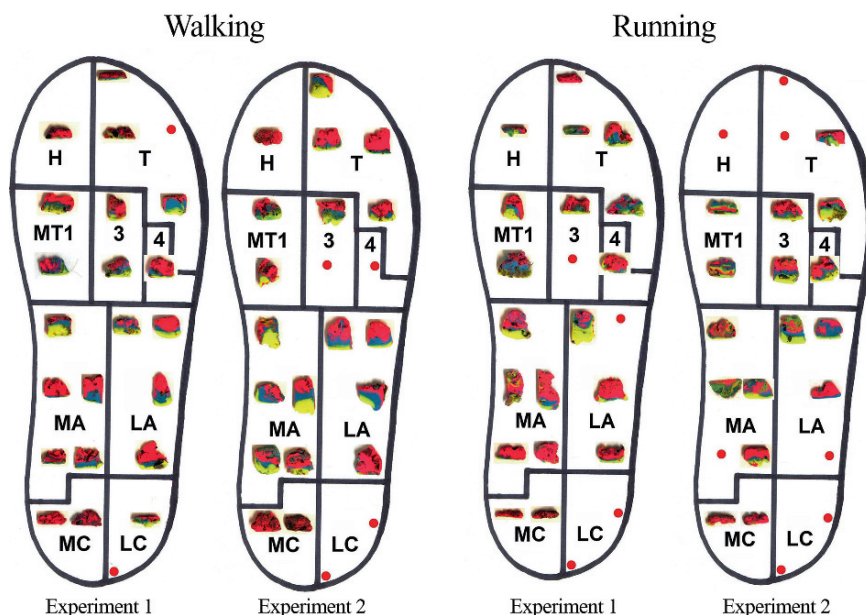 Walking Running
H T H T H T H T
MT1 3 4 MT1 3 4 MT1 3 4 MT1 3 4
MA LA MA LA MA LA MA LA
MC LC MC LC MC LC MC LC
Experiment 1 Experiment 2 Experiment 1 Experiment 2